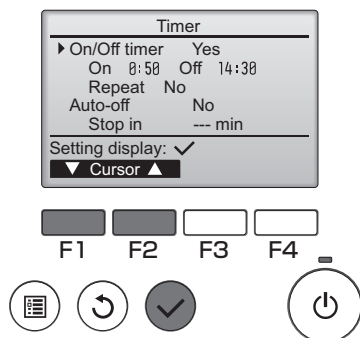 Timer
On/Off timer Yes
On 0:50 Off 14:30
Repeat No
Auto-off No
Stop in --- min
Setting display: ✓
▼ Cursor ▲
F1 F2 F3 F4